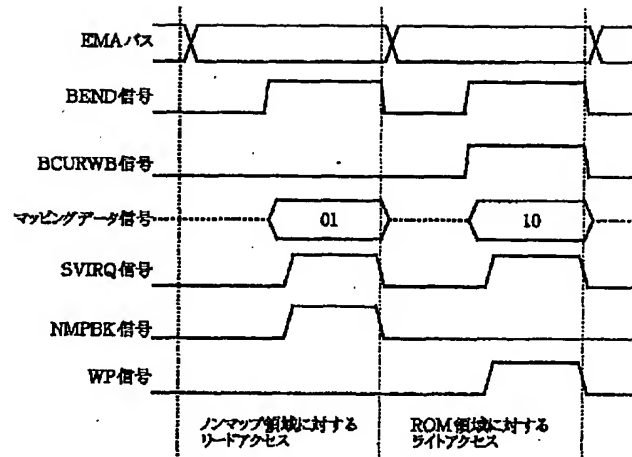 EMAバス
BEND信号
BCURWB信号
マッピングデータ信号
01
10
SVIRQ信号
NMPBK信号
WP信号
ノンマップ領域に対する
リードアクセス
ROM領域に対する
ライトアクセス